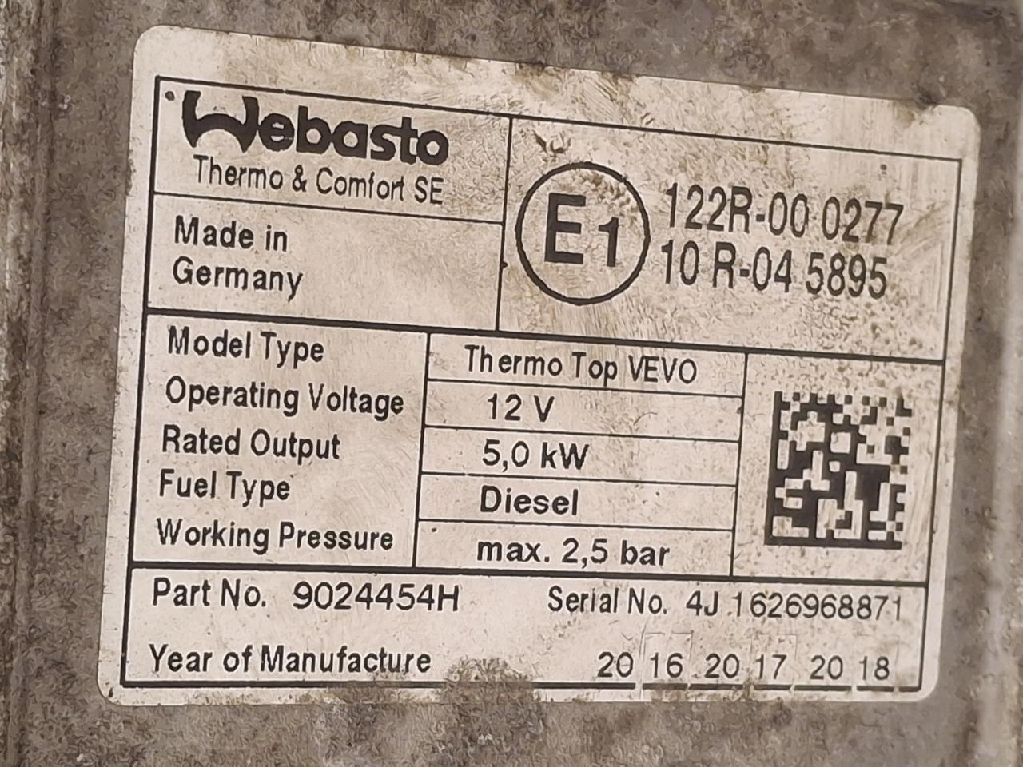 Webasto
Thermo & Comfort SE
Made in
Germany
E1
122R-00 0277
10 R-04 5895
Model Type Thermo Top VEVO
Operating Voltage 12 V
Rated Output 5,0 kW
Fuel Type Diesel
Working Pressure max. 2,5 bar
Part No. 9024454H Serial No. 4J 1626968871
Year of Manufacture 20 16 20 17 20 18